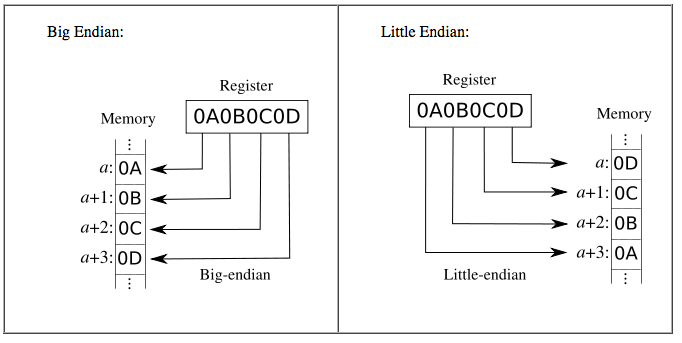 Big Endian:
Register
0A0B0C0D
Memory
⋮
a: 0A
a+1: 0B
a+2: 0C
a+3: 0D
⋮
Big-endian
Little Endian:
Register
0A0B0C0D
Memory
⋮
a: 0D
a+1: 0C
a+2: 0B
a+3: 0A
⋮
Little-endian